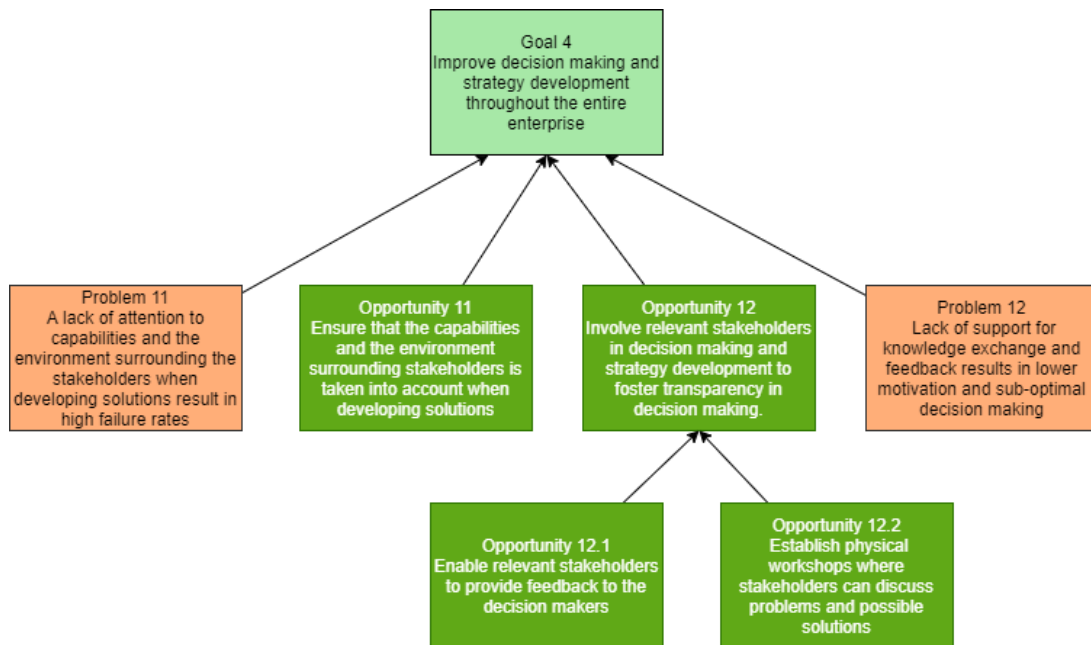 Goal 4
Improve decision making and
strategy development
throughout the entire
enterprise
Problem 11
A lack of attention to
capabilities and the
environment surrounding the
stakeholders when
developing solutions result in
high failure rates
Opportunity 11
Ensure that the capabilities
and the environment
surrounding stakeholders is
taken into account when
developing solutions
Opportunity 12
Involve relevant stakeholders
in decision making and
strategy development to
foster transparency in
decision making.
Problem 12
Lack of support for
knowledge exchange and
feedback results in lower
motivation and sub-optimal
decision making
Opportunity 12.1
Enable relevant stakeholders
to provide feedback to the
decision makers
Opportunity 12.2
Establish physical
workshops where
stakeholders can discuss
problems and possible
solutions